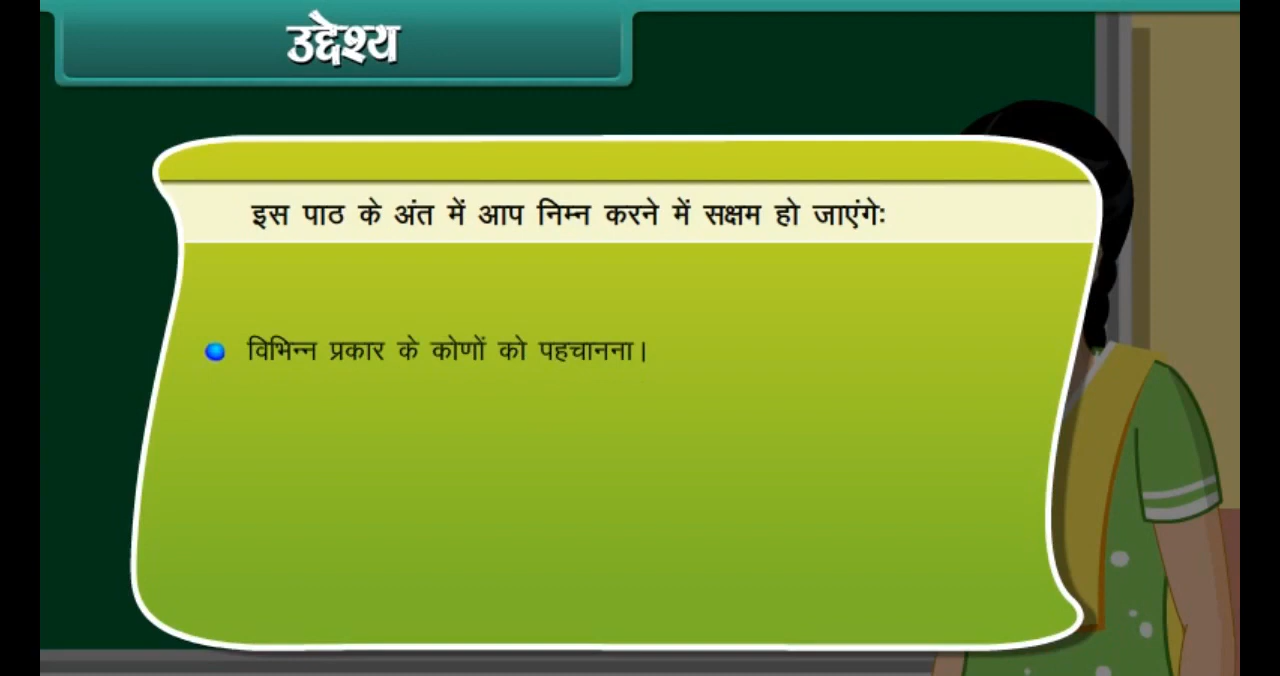 उद्देश्य
इस पाठ के अंत में आप निम्न करने में सक्षम हो जाएंगे:
विभिन्न प्रकार के कोणों को पहचानना।